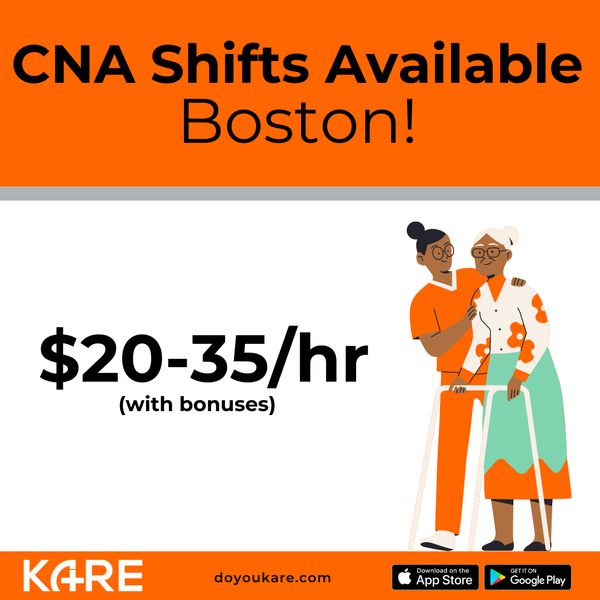 CNA Shifts Available
Boston!
$20-35/hr
(with bonuses)
KARE
doyoukare.com
Download on the
App Store
GET IT ON
Google Play